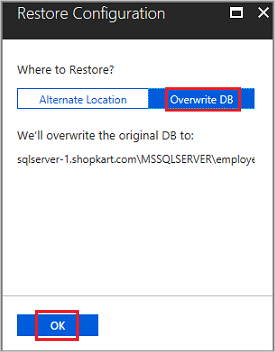 Restore Configuration
Where to Restore?
Alternate Location
Overwrite DB
We'll overwrite the original DB to:
sqlserver-1.shopkart.com\MSSQLSERVER\employe
OK